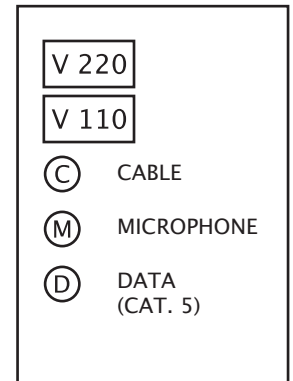 V 220
V 110
C CABLE
M MICROPHONE
D DATA
(CAT. 5)